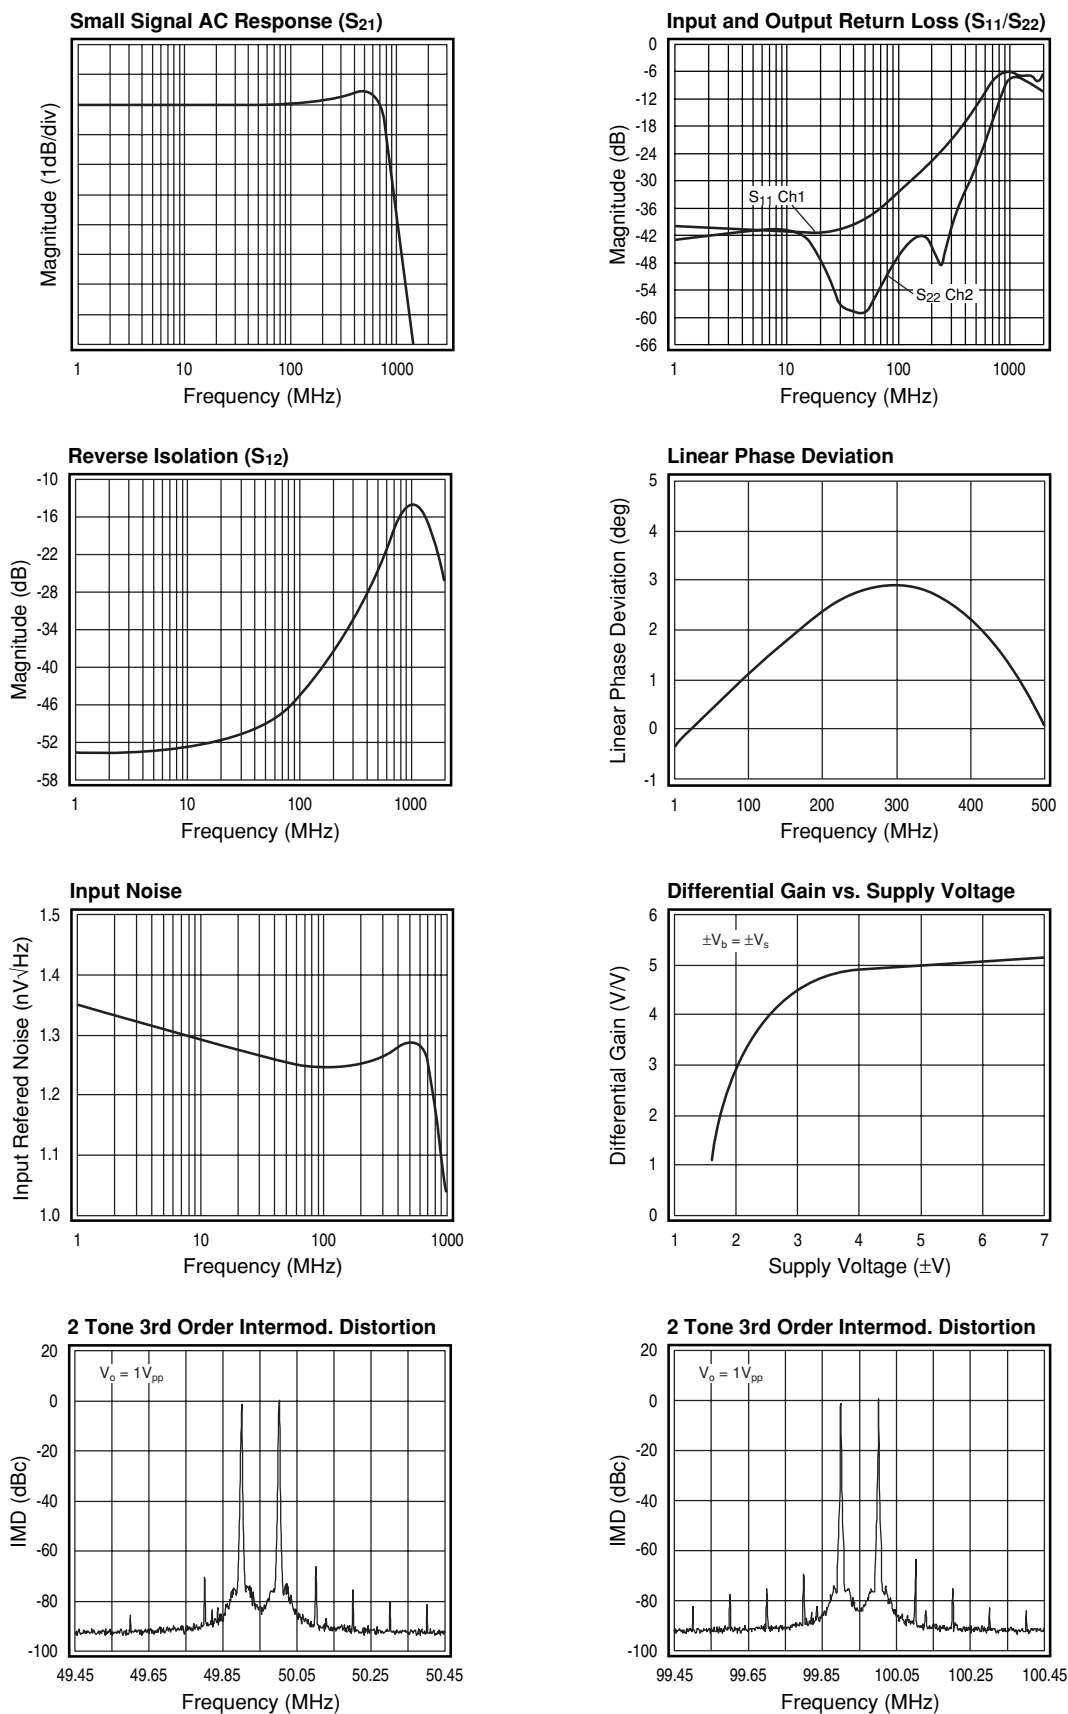 Small Signal AC Response (S21)
Magnitude (1dB/div)
1 10 100 1000
Frequency (MHz)
Input and Output Return Loss (S11/S22)
Magnitude (dB)
0
-6
-12
-18
-24
-30
-36
-42
-48
-54
-60
-66
S11 Ch1
S22 Ch2
1 10 100 1000
Frequency (MHz)
Reverse Isolation (S12)
Magnitude (dB)
-10
-16
-22
-28
-34
-40
-46
-52
-58
1 10 100 1000
Frequency (MHz)
Linear Phase Deviation
Linear Phase Deviation (deg)
5
4
3
2
1
0
-1
1 100 200 300 400 500
Frequency (MHz)
Input Noise
Input Refered Noise (nV√Hz)
1.5
1.4
1.3
1.2
1.1
1.0
1 10 100 1000
Frequency (MHz)
Differential Gain vs. Supply Voltage
Differential Gain (V/V)
6
5
4
3
2
1
0
±Vb = ±Vs
1 2 3 4 5 6 7
Supply Voltage (±V)
2 Tone 3rd Order Intermod. Distortion
IMD (dBc)
20
0
-20
-40
-60
-80
-100
Vo = 1Vpp
49.45 49.65 49.85 50.05 50.25 50.45
Frequency (MHz)
2 Tone 3rd Order Intermod. Distortion
IMD (dBc)
20
0
-20
-40
-60
-80
-100
Vo = 1Vpp
99.45 99.65 99.85 100.05 100.25 100.45
Frequency (MHz)